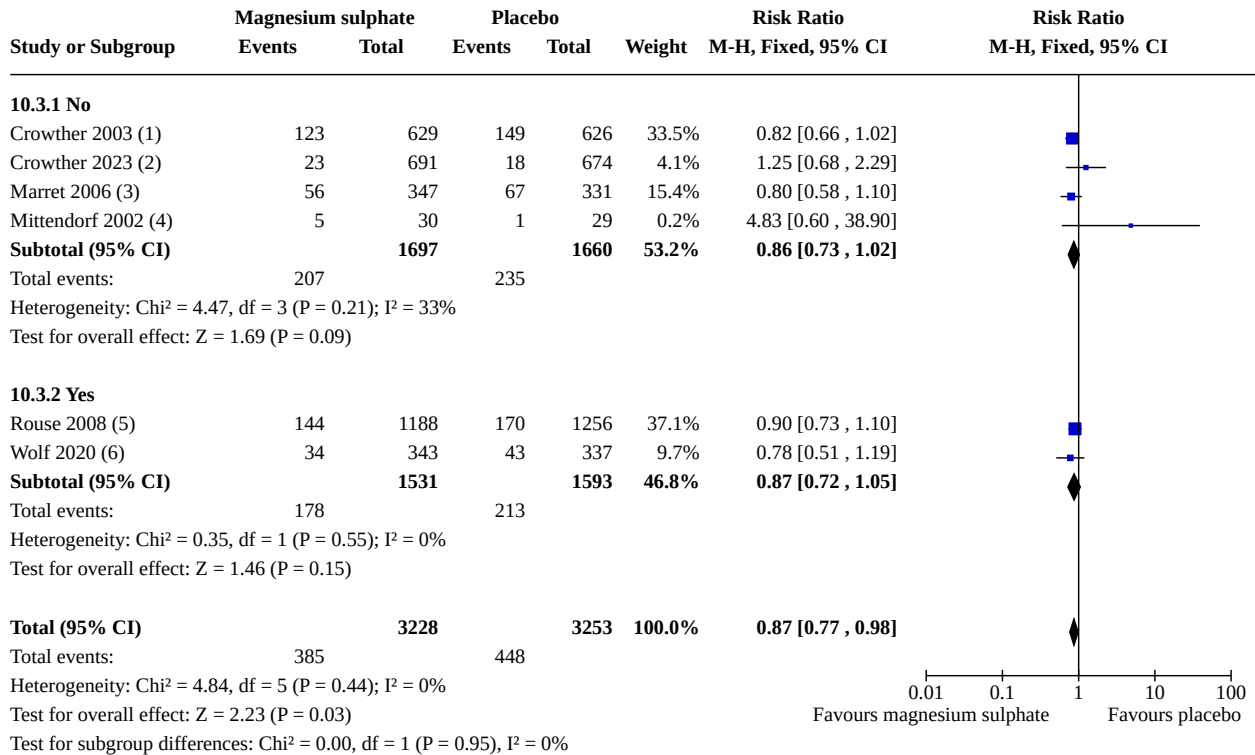 Magnesium sulphate Placebo Risk Ratio Risk Ratio
Study or Subgroup Events Total Events Total Weight M-H, Fixed, 95% CI M-H, Fixed, 95% CI
10.3.1 No
Crowther 2003 (1) 123 629 149 626 33.5% 0.82 [0.66 , 1.02]
Crowther 2023 (2) 23 691 18 674 4.1% 1.25 [0.68 , 2.29]
Marret 2006 (3) 56 347 67 331 15.4% 0.80 [0.58 , 1.10]
Mittendorf 2002 (4) 5 30 1 29 0.2% 4.83 [0.60 , 38.90]
Subtotal (95% CI) 1697 1660 53.2% 0.86 [0.73 , 1.02]
Total events: 207 235
Heterogeneity: Chi² = 4.47, df = 3 (P = 0.21); I² = 33%
Test for overall effect: Z = 1.69 (P = 0.09)
10.3.2 Yes
Rouse 2008 (5) 144 1188 170 1256 37.1% 0.90 [0.73 , 1.10]
Wolf 2020 (6) 34 343 43 337 9.7% 0.78 [0.51 , 1.19]
Subtotal (95% CI) 1531 1593 46.8% 0.87 [0.72 , 1.05]
Total events: 178 213
Heterogeneity: Chi² = 0.35, df = 1 (P = 0.55); I² = 0%
Test for overall effect: Z = 1.46 (P = 0.15)
Total (95% CI) 3228 3253 100.0% 0.87 [0.77 , 0.98]
Total events: 385 448
Heterogeneity: Chi² = 4.84, df = 5 (P = 0.44); I² = 0%
0.01 0.1 1 10 100
Test for overall effect: Z = 2.23 (P = 0.03)
Favours magnesium sulphate Favours placebo
Test for subgroup differences: Chi² = 0.00, df = 1 (P = 0.95), I² = 0%